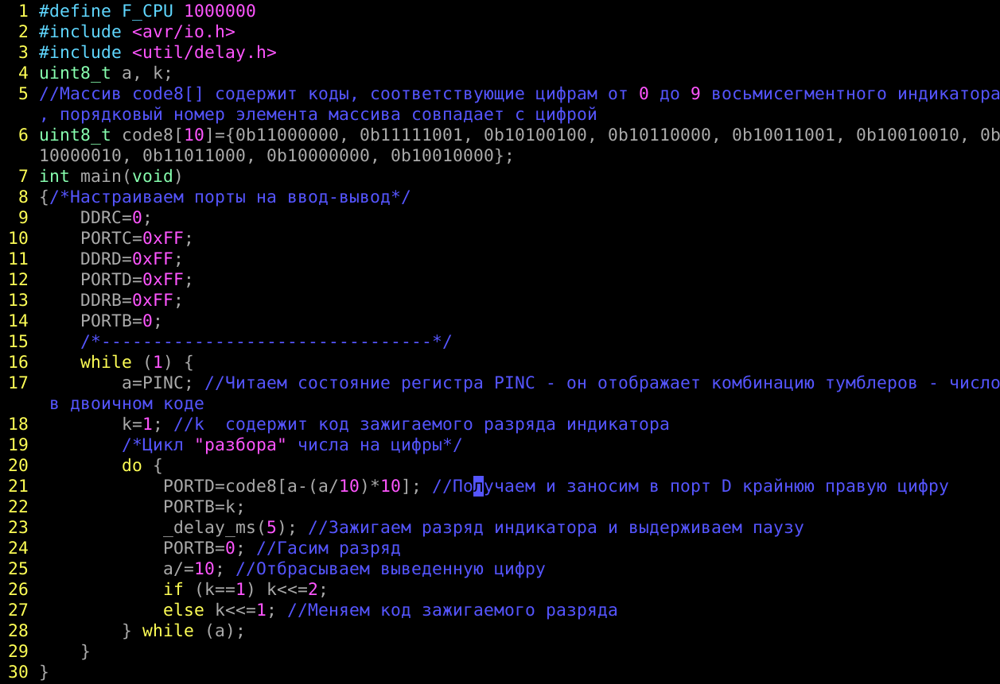 1 #define F_CPU 1000000
2 #include <avr/io.h>
3 #include <util/delay.h>
4 uint8_t a, k;
5 //Массив code8[] содержит коды, соответствующие цифрам от 0 до 9 восьмисегментного индикатора
, порядковый номер элемента массива совпадает с цифрой
6 uint8_t code8[10]={0b11000000, 0b11111001, 0b10100100, 0b10110000, 0b10011001, 0b10010010, 0b
10000010, 0b11011000, 0b10000000, 0b10010000};
7 int main(void)
8 {/*Настраиваем порты на ввод-вывод*/
9     DDRC=0;
10     PORTC=0xFF;
11     DDRD=0xFF;
12     PORTD=0xFF;
13     DDRB=0xFF;
14     PORTB=0;
15     /*--------------------------------*/
16     while (1) {
17         a=PINC; //Читаем состояние регистра PINC - он отображает комбинацию тумблеров - число
 в двоичном коде
18         k=1; //k  содержит код зажигаемого разряда индикатора
19         /*Цикл "разбора" числа на цифры*/
20         do {
21             PORTD=code8[a-(a/10)*10]; //Получаем и заносим в порт D крайнюю правую цифру
22             PORTB=k;
23             _delay_ms(5); //Зажигаем разряд индикатора и выдерживаем паузу
24             PORTB=0; //Гасим разряд
25             a/=10; //Отбрасываем выведенную цифру
26             if (k==1) k<<=2;
27             else k<<=1; //Меняем код зажигаемого разряда
28         } while (a);
29     }
30 }